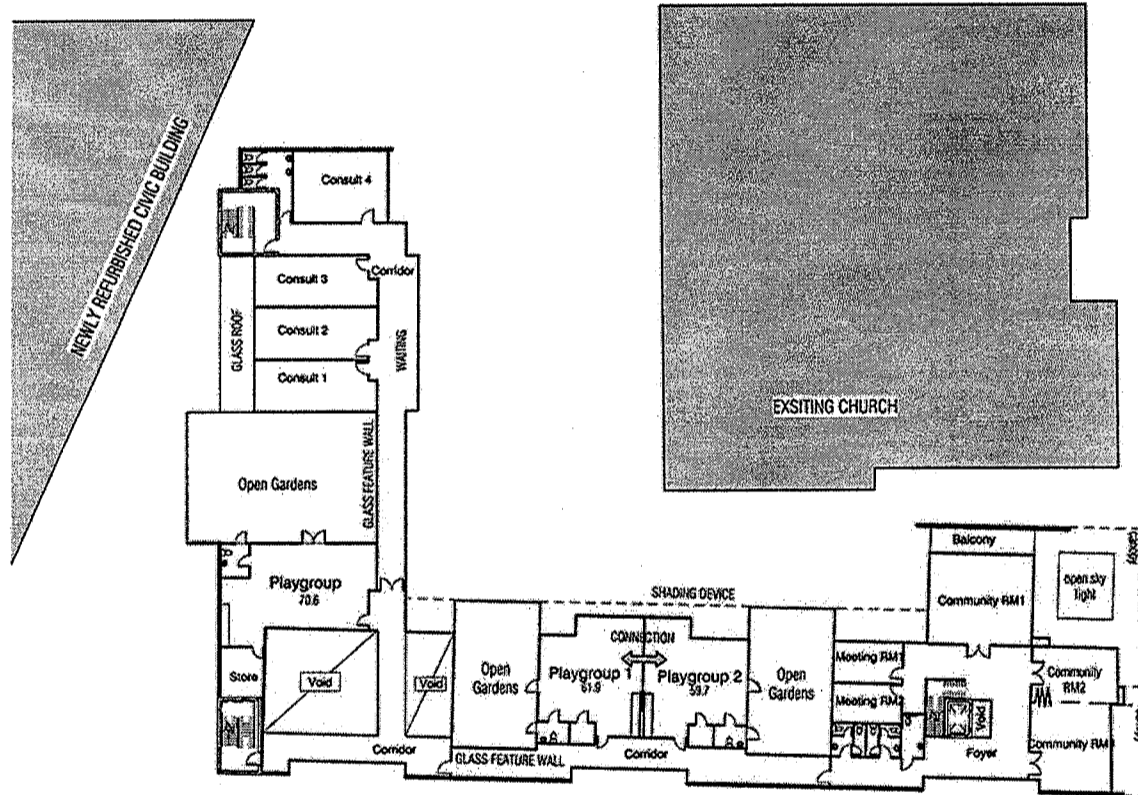 NEWLY REFURBISHED CIVIC BUILDING
Consult 4
Corridor
Consult 3
GLASS ROOF
Consult 2
WAITING
Consult 1
EXSITING CHURCH
Open Gardens
GLASS FEATURE WALL
Playgroup
70.6
Store
Void
Void
Corridor
SHADING DEVICE
Open
Gardens
GLASS FEATURE WALL
CONNECTION
Playgroup 1
61.9
Playgroup 2
59.7
Corridor
Open
Gardens
Balcony
Community RM1
open sky
light
Canopy
Meeting RM1
Meeting RM2
Void
Foyer
Community
RM2
Community